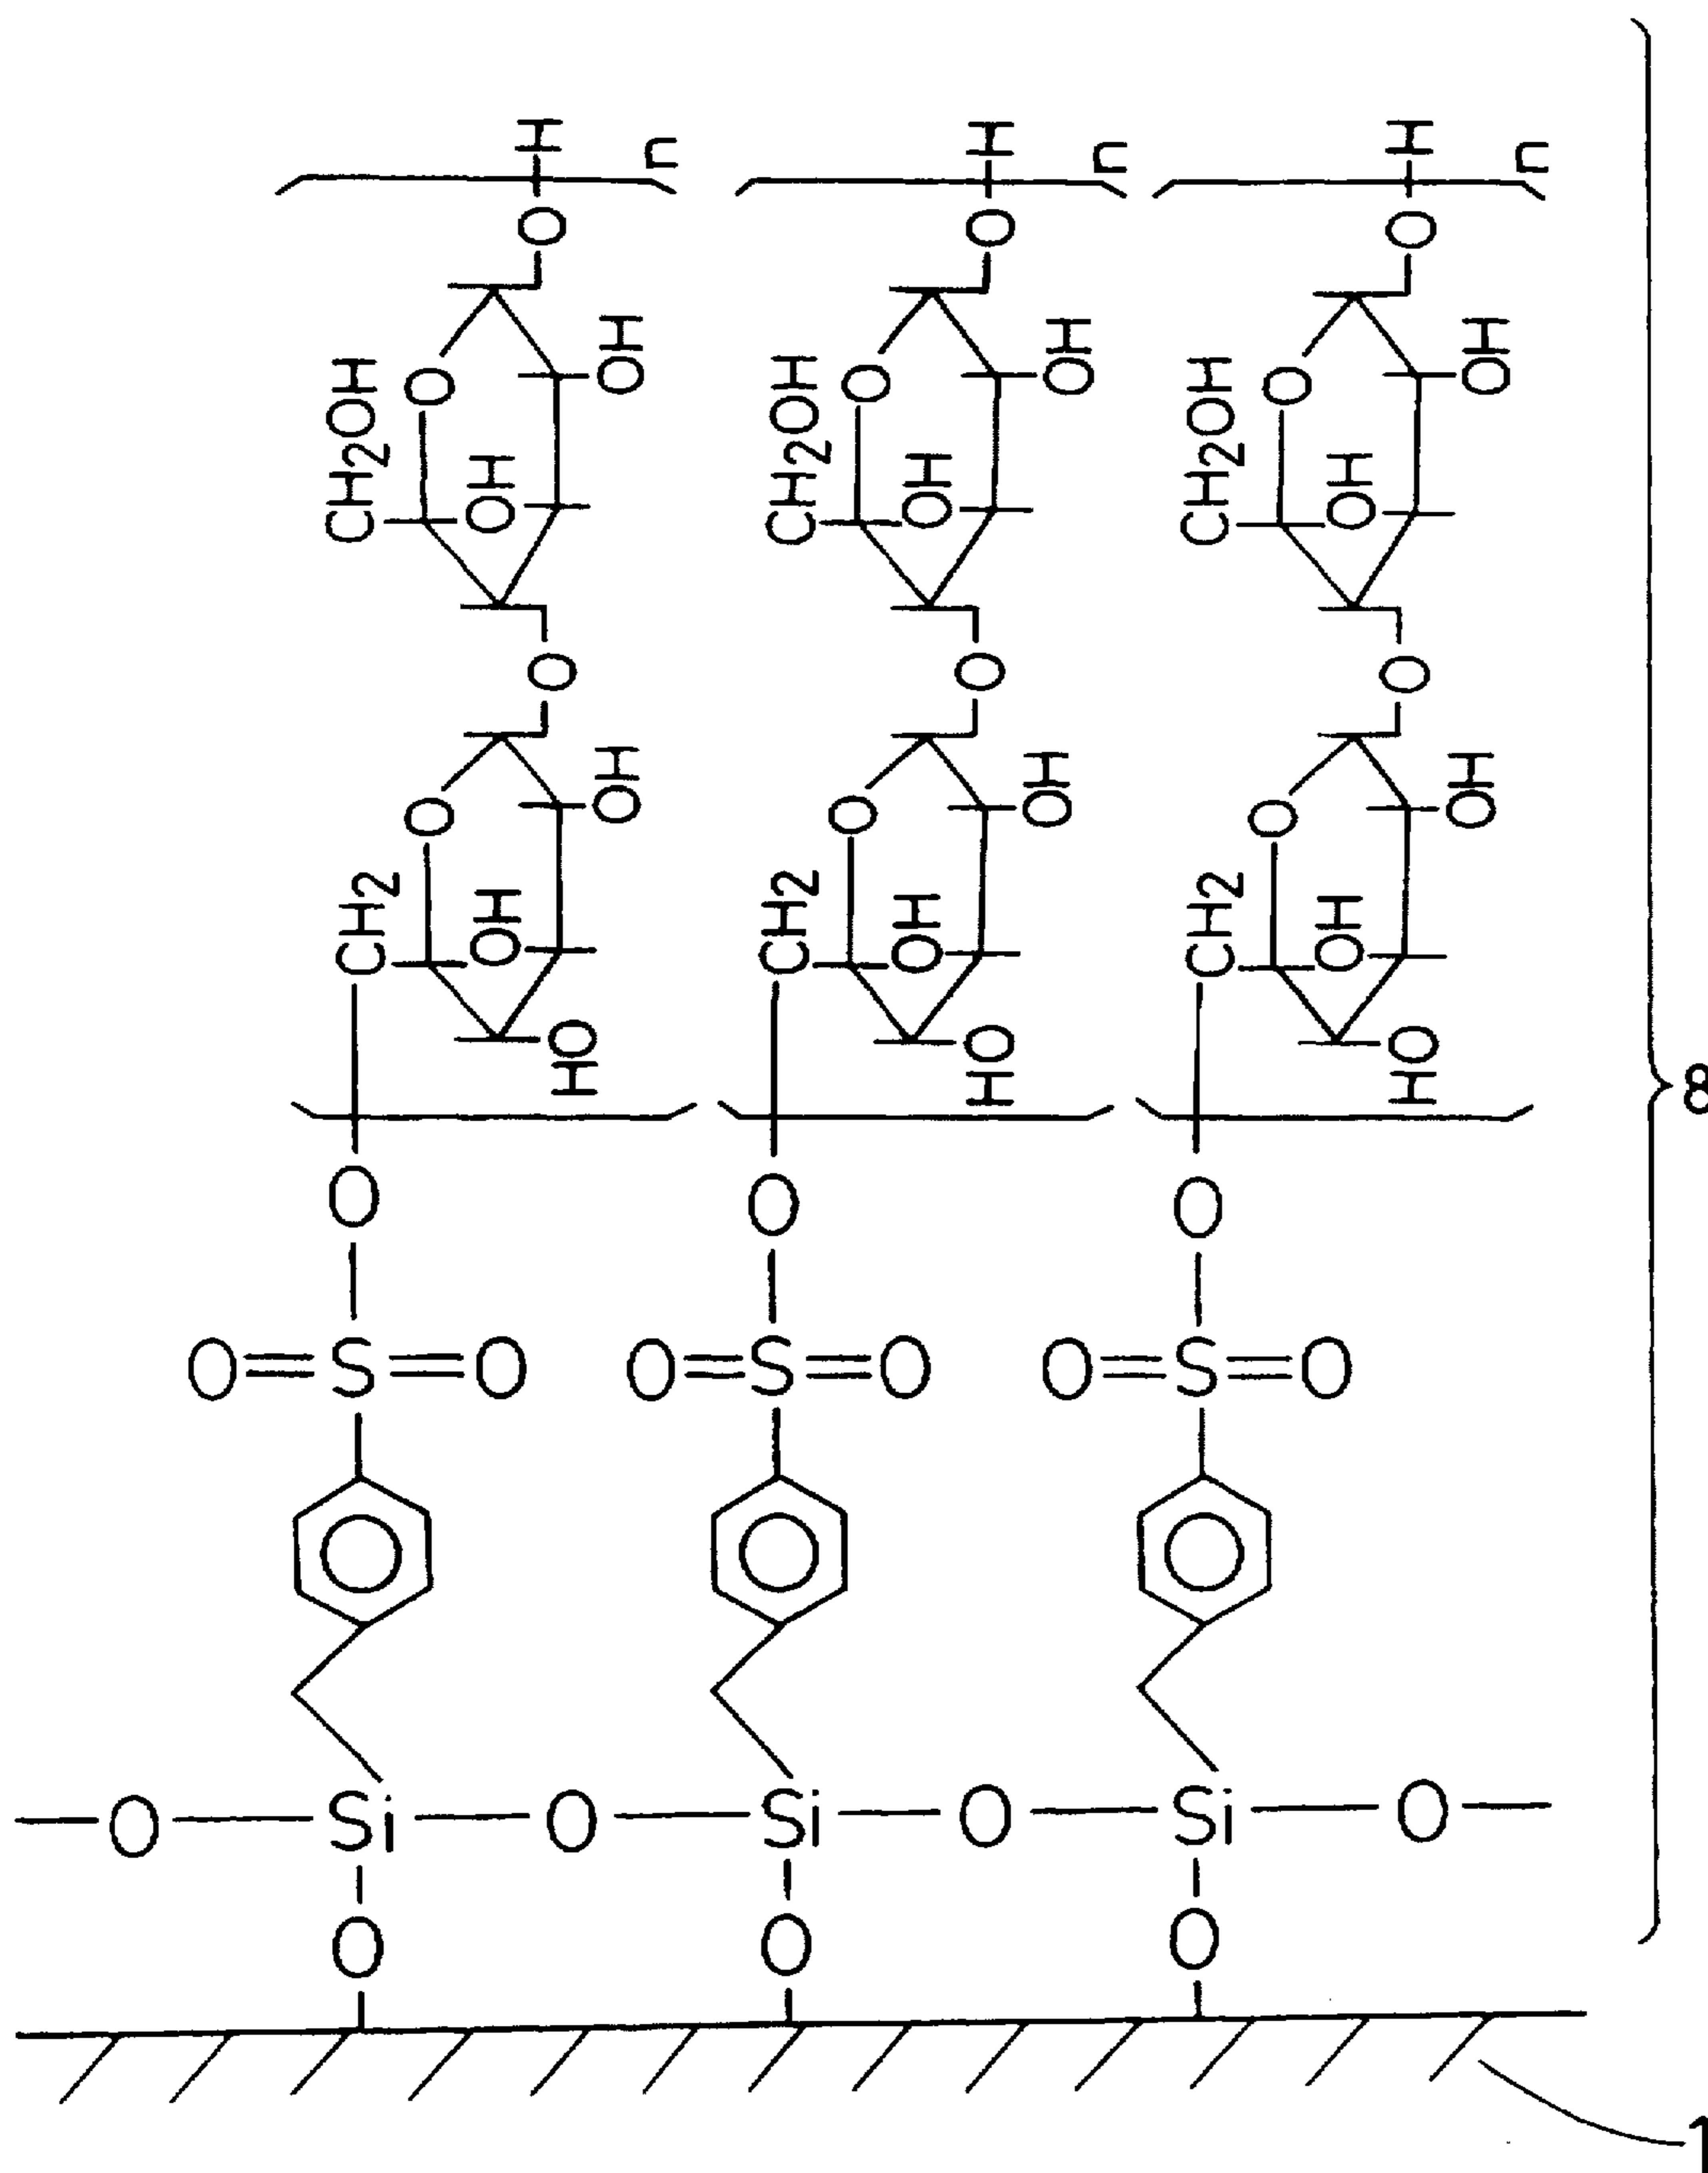 H H H
n n n
O O O
OH OH OH
CH2OH O CH2OH O CH2OH O
OH OH OH
O O O
OH OH OH
CH2 O CH2 O CH2 O
OH OH OH
HO HO HO
8
O O O
O=S=O O=S=O O=S=O
O Si O Si O Si O
O O O
1